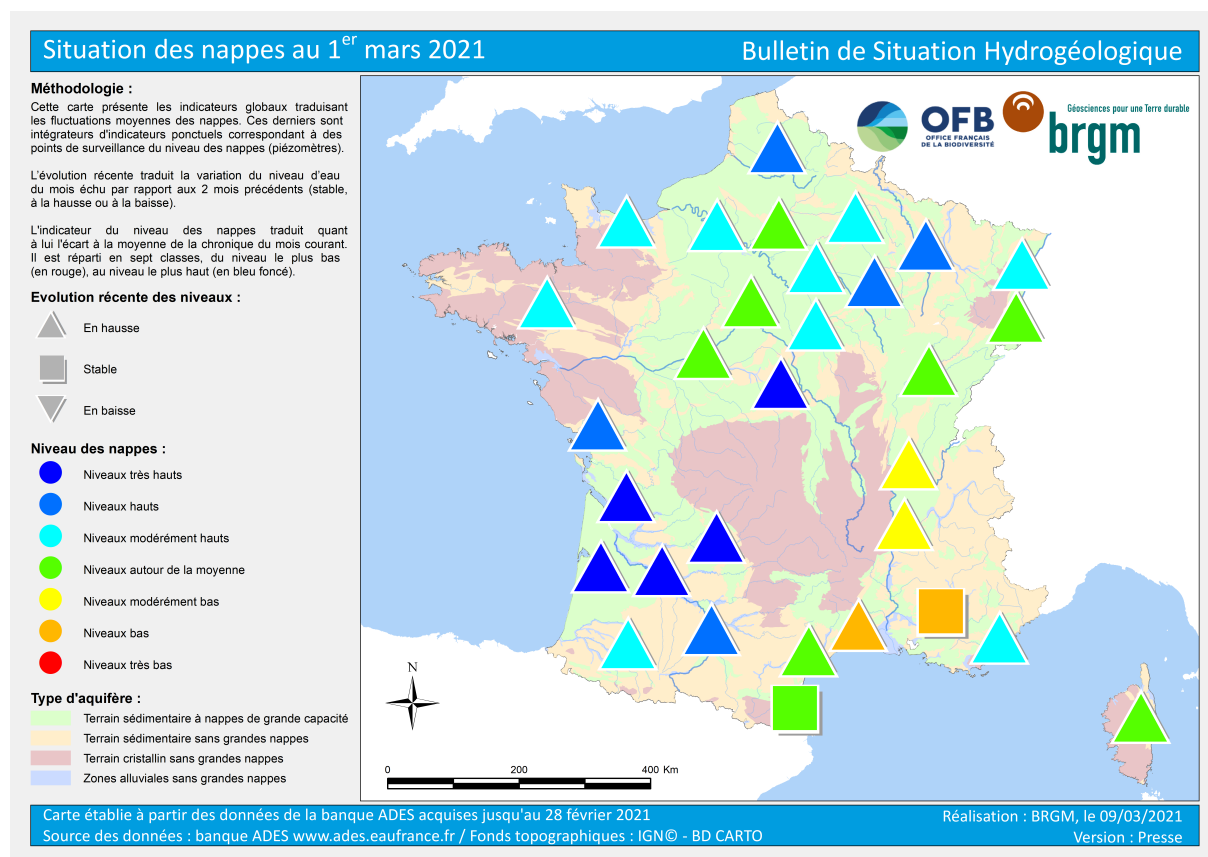 Situation des nappes au 1er mars 2021
Bulletin de Situation Hydrogéologique
Méthodologie :
Cette carte présente les indicateurs globaux traduisant
les fluctuations moyennes des nappes. Ces derniers sont
intégrateurs d'indicateurs ponctuels correspondant à des
points de surveillance du niveau des nappes (piézomètres).
L'évolution récente traduit la variation du niveau d'eau
du mois échu par rapport aux 2 mois précédents (stable,
à la hausse ou à la baisse).
L'indicateur du niveau des nappes traduit quant
à lui l'écart à la moyenne de la chronique du mois courant.
Il est réparti en sept classes, du niveau le plus bas
(en rouge), au niveau le plus haut (en bleu foncé).
Evolution récente des niveaux :
En hausse
Stable
En baisse
Niveau des nappes :
Niveaux très hauts
Niveaux hauts
Niveaux modérément hauts
Niveaux autour de la moyenne
Niveaux modérément bas
Niveaux bas
Niveaux très bas
Type d'aquifère :
Terrain sédimentaire à nappes de grande capacité
Terrain sédimentaire sans grandes nappes
Terrain cristallin sans grandes nappes
Zones alluviales sans grandes nappes
OFB
OFFICE FRANÇAIS
DE LA BIODIVERSITÉ
Géosciences pour une Terre durable
brgm
N
0 200 400 Km
Carte établie à partir des données de la banque ADES acquises jusqu'au 28 février 2021
Source des données : banque ADES www.ades.eaufrance.fr / Fonds topographiques : IGN© - BD CARTO
Réalisation : BRGM, le 09/03/2021
Version : Presse